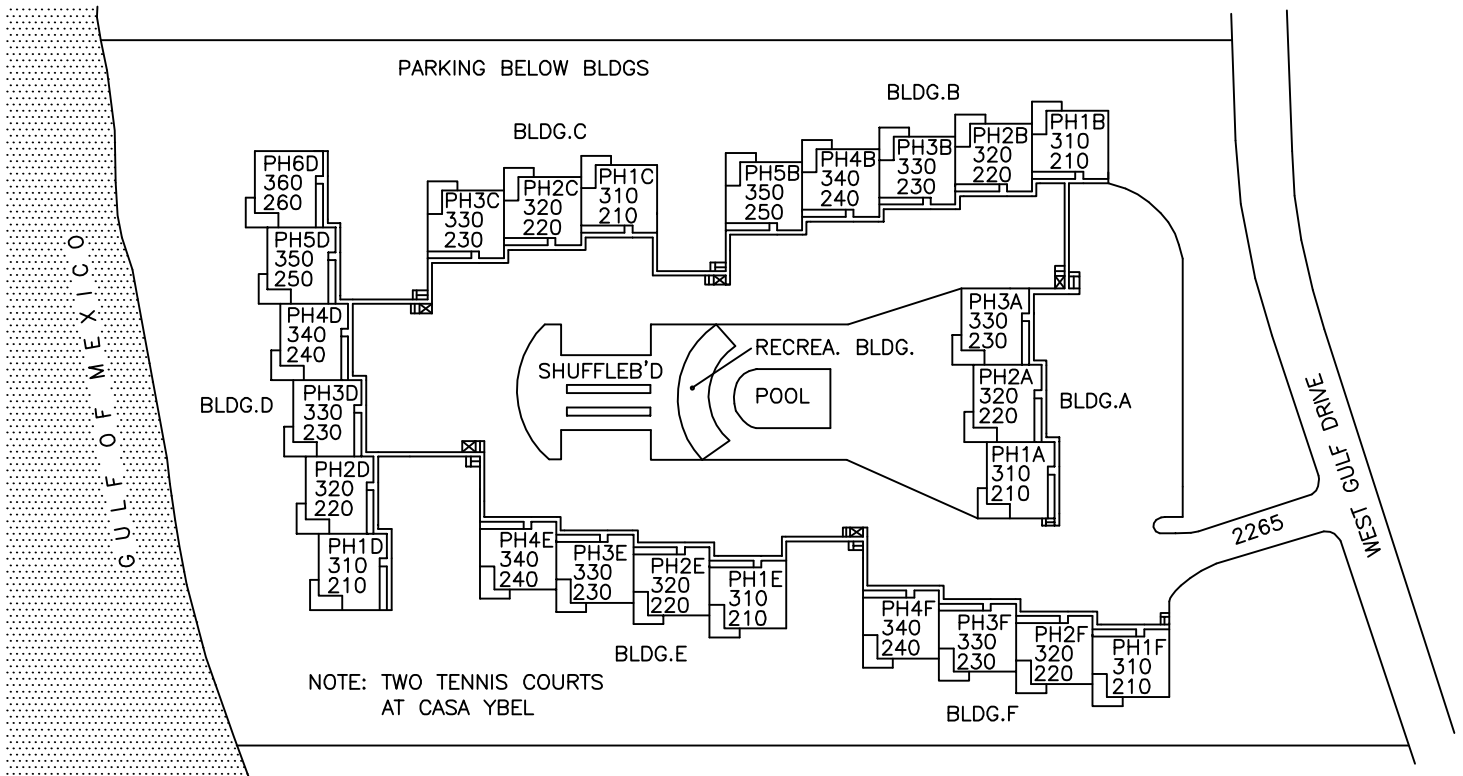 PARKING BELOW BLDGS
BLDG.B
BLDG.C
PH1B
310
210
PH2B
320
220
PH3B
330
230
PH4B
340
240
PH5B
350
250
PH1C
310
210
PH2C
320
220
PH3C
330
230
PH6D
360
260
PH5D
350
250
PH4D
340
240
PH3D
330
230
PH2D
320
220
PH1D
310
210
BLDG.D
GULF OF MEXICO
SHUFFLEB'D
RECREA. BLDG.
POOL
PH3A
330
230
PH2A
320
220
PH1A
310
210
BLDG.A
WEST GULF DRIVE
2265
PH4E
340
240
PH3E
330
230
PH2E
320
220
PH1E
310
210
BLDG.E
PH4F
340
240
PH3F
330
230
PH2F
320
220
PH1F
310
210
BLDG.F
NOTE: TWO TENNIS COURTS
AT CASA YBEL